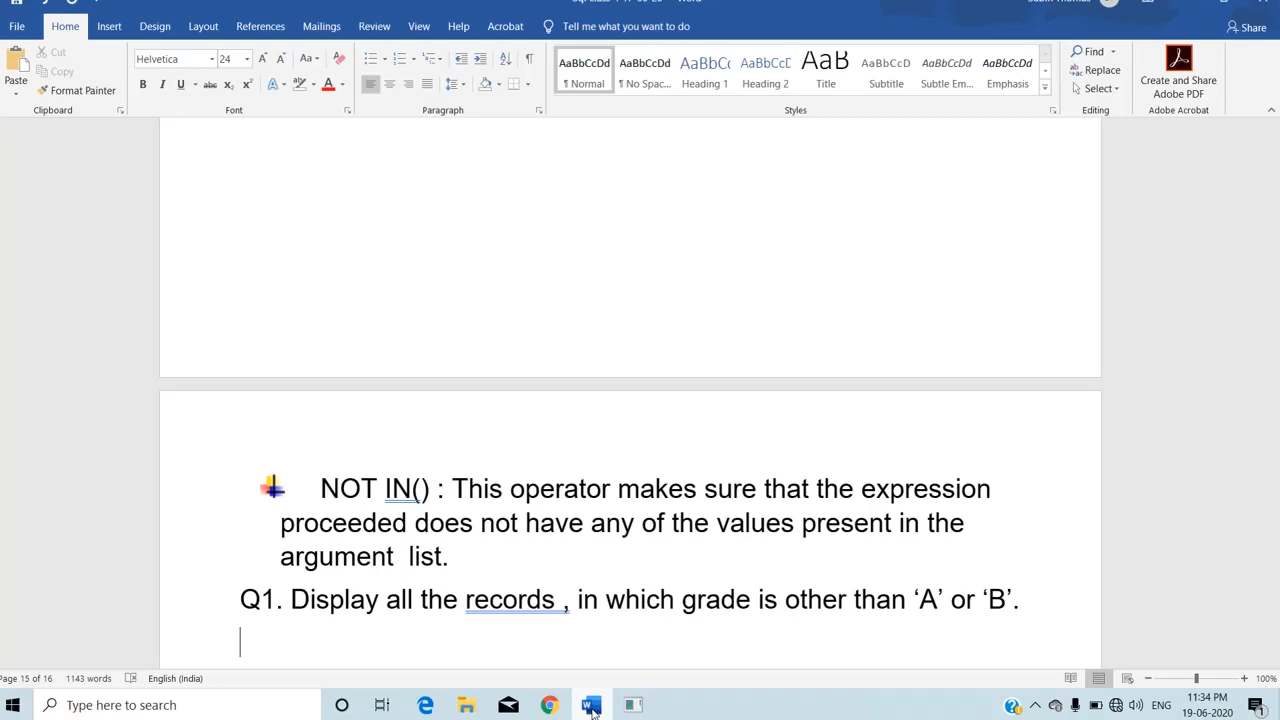 File Home Insert Design Layout References Mailings Review View Help Acrobat Tell me what you want to do Share
Paste Cut Copy Format Painter
Clipboard
Helvetica 24 Aa
B I U abc x₂ x² A A
Font
Paragraph
AaBbCcDd AaBbCcDd AaBbCc AaBbCcC AaB AaBbCcD AaBbCcDd AaBbCcDd
¶ Normal ¶ No Spac... Heading 1 Heading 2 Title Subtitle Subtle Em... Emphasis
Styles
Find Replace Select
Editing
Create and Share
Adobe PDF
Adobe Acrobat
NOT IN() : This operator makes sure that the expression
proceeded does not have any of the values present in the
argument list.
Q1. Display all the records , in which grade is other than ‘A’ or ‘B’.
Page 15 of 16 1143 words English (India) 100%
Type here to search ENG 11:34 PM
19-06-2020